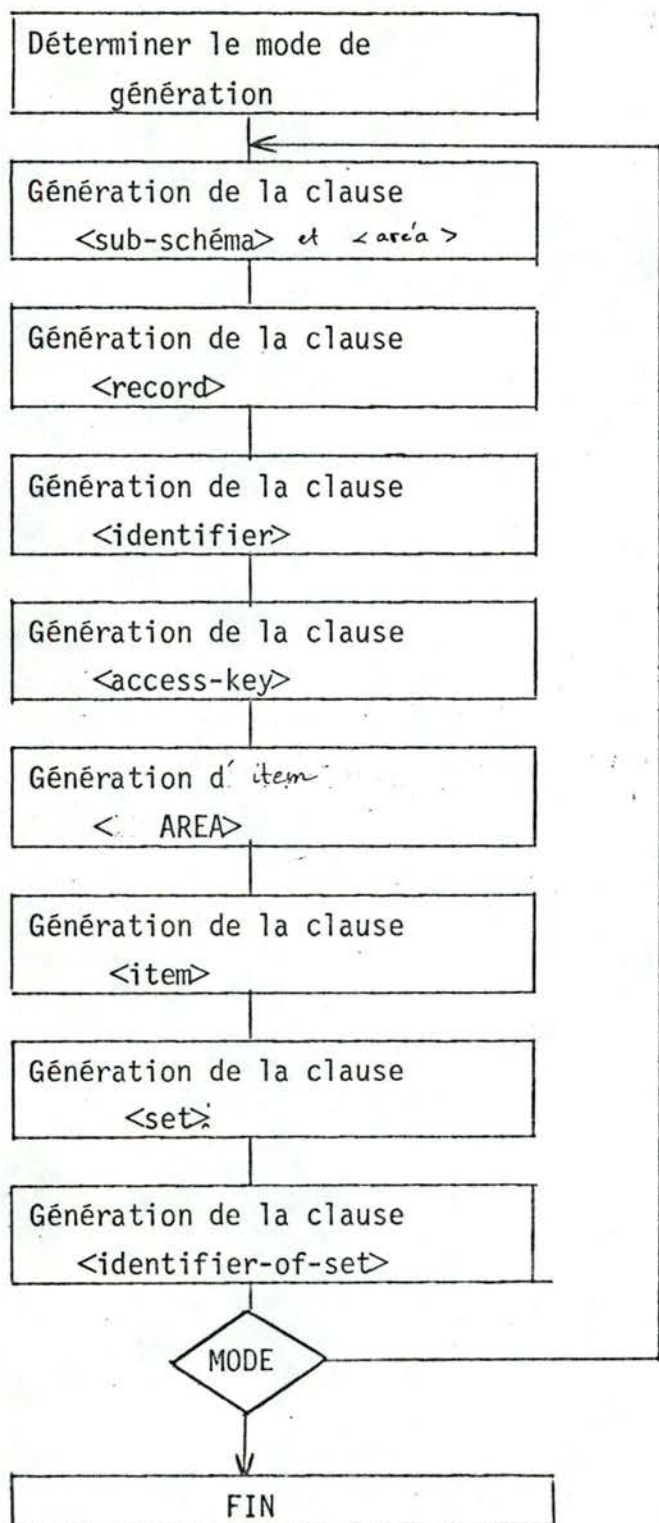 Déterminer le mode de
génération
Génération de la clause
<sub-schéma> et <aréa>
Génération de la clause
<record>
Génération de la clause
<identifier>
Génération de la clause
<access-key>
Génération d' item
< AREA>
Génération de la clause
<item>
Génération de la clause
<set>
Génération de la clause
<identifier-of-set>
MODE
FIN